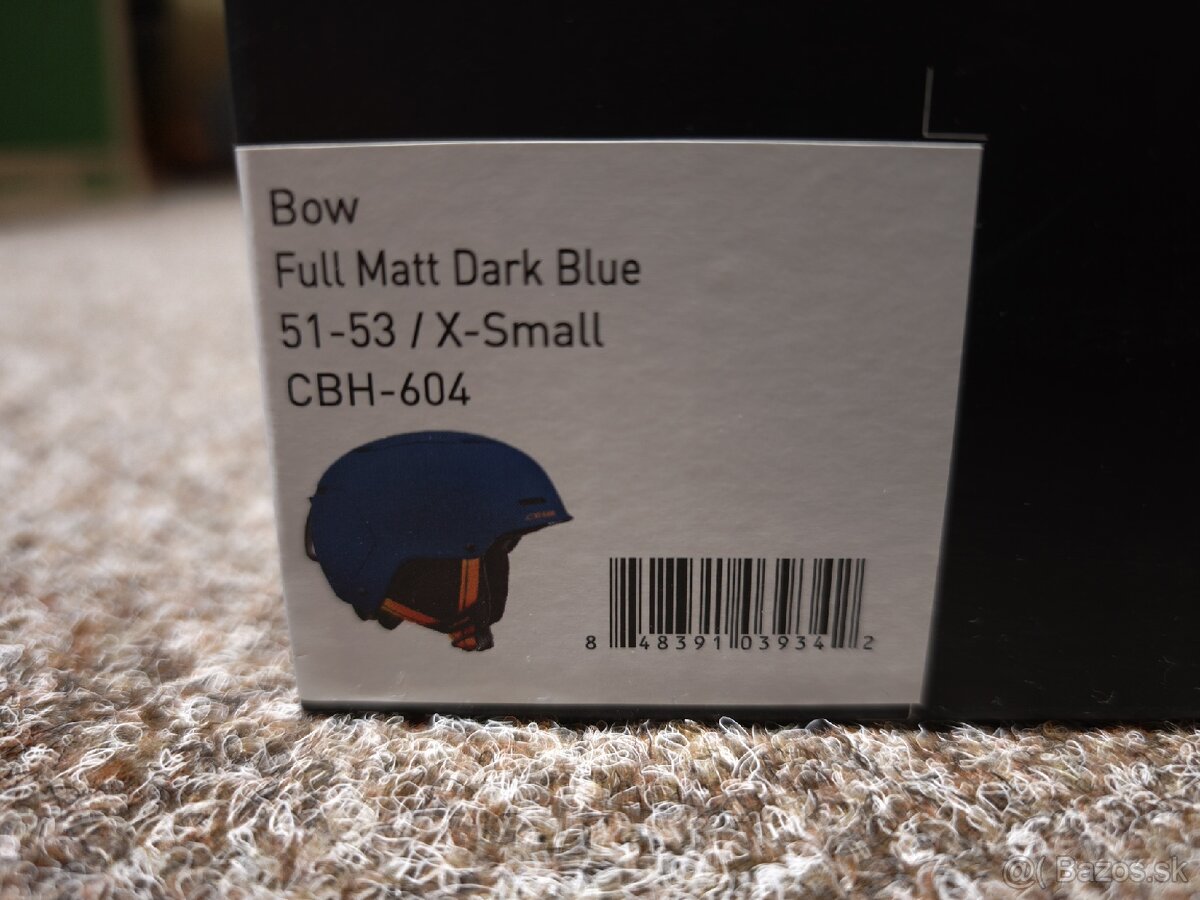 Bow
Full Matt Dark Blue
51-53 / X-Small
CBH-604
8 48391 03934 2
@( Bazos.sk